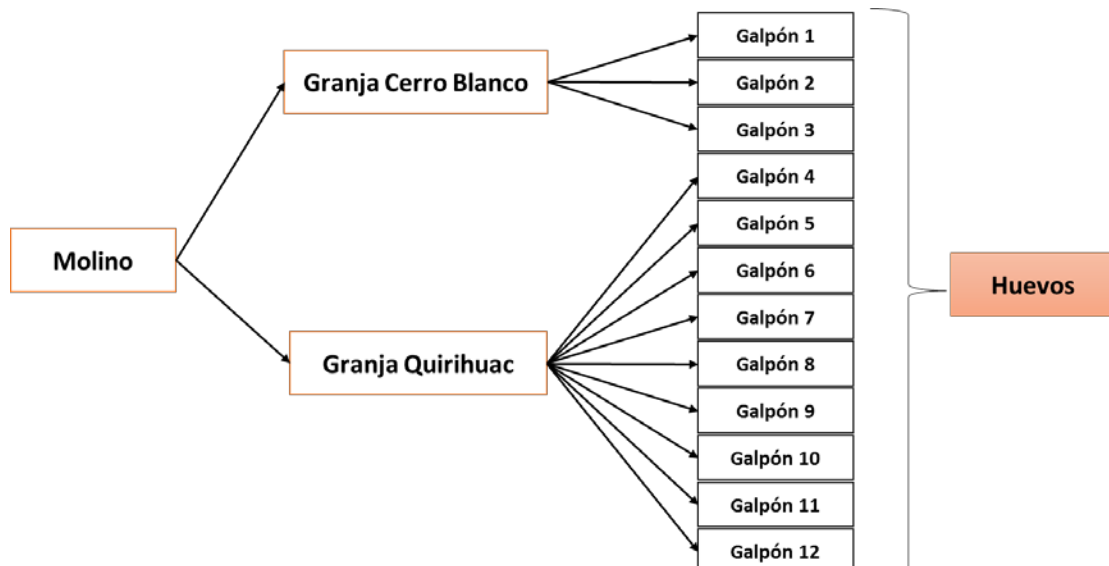 Molino
Granja Cerro Blanco
Granja Quirihuac
Galpón 1
Galpón 2
Galpón 3
Galpón 4
Galpón 5
Galpón 6
Galpón 7
Galpón 8
Galpón 9
Galpón 10
Galpón 11
Galpón 12
Huevos